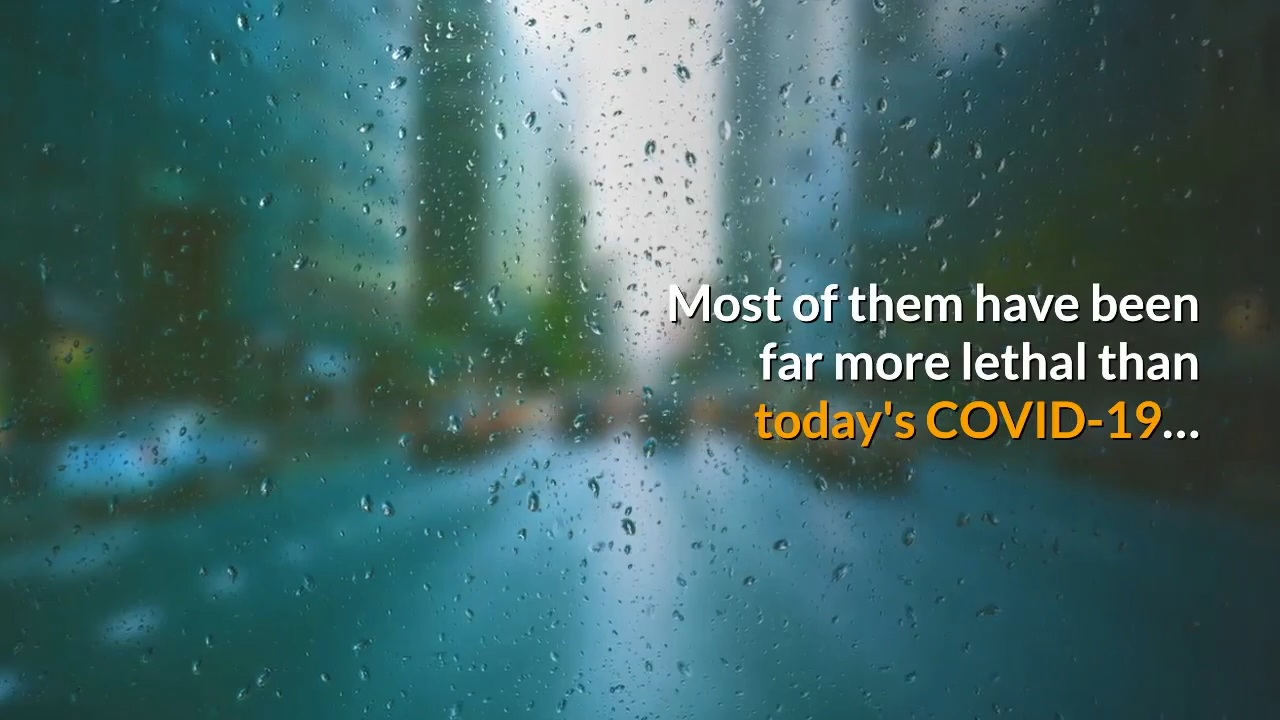 Most of them have been
far more lethal than
today's COVID-19...